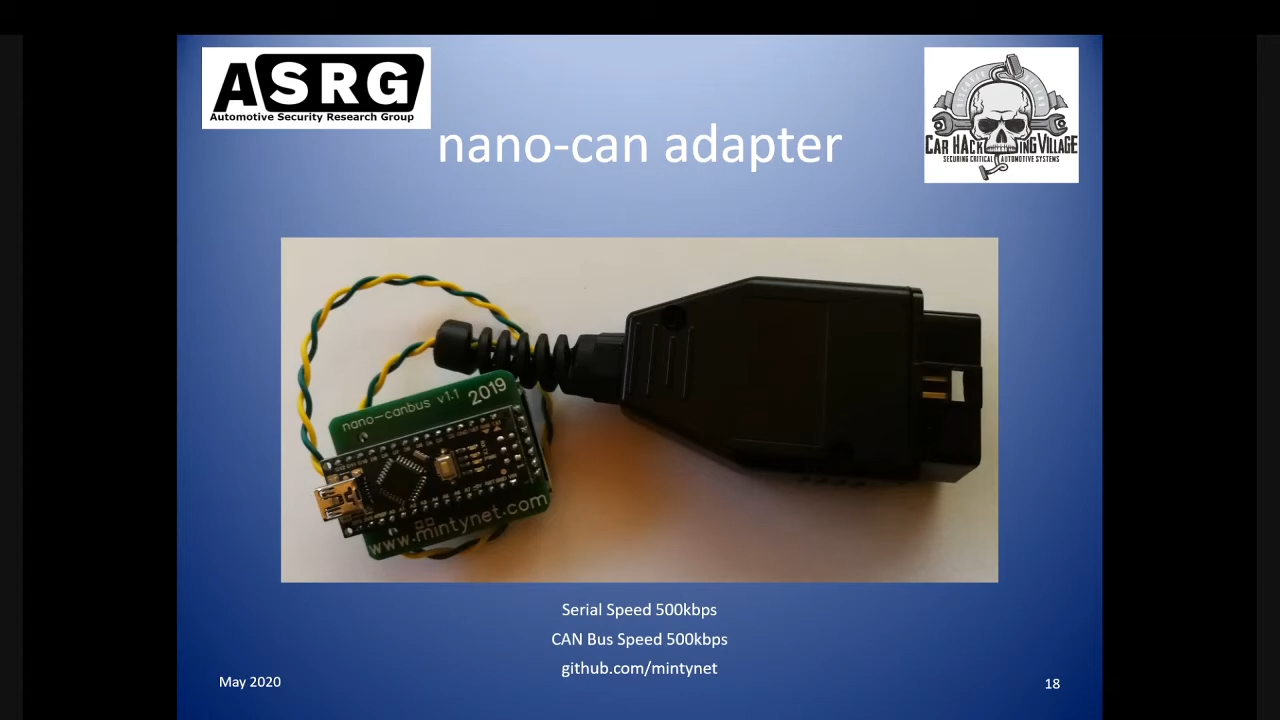 ASRG
Automotive Security Research Group
CAR HACKING VILLAGE
SECURING CRITICAL AUTOMOTIVE SYSTEMS
nano-can adapter
nano-canbus v1.1
2019
www.mintynet.com
Serial Speed 500kbps
CAN Bus Speed 500kbps
github.com/mintynet
May 2020
18